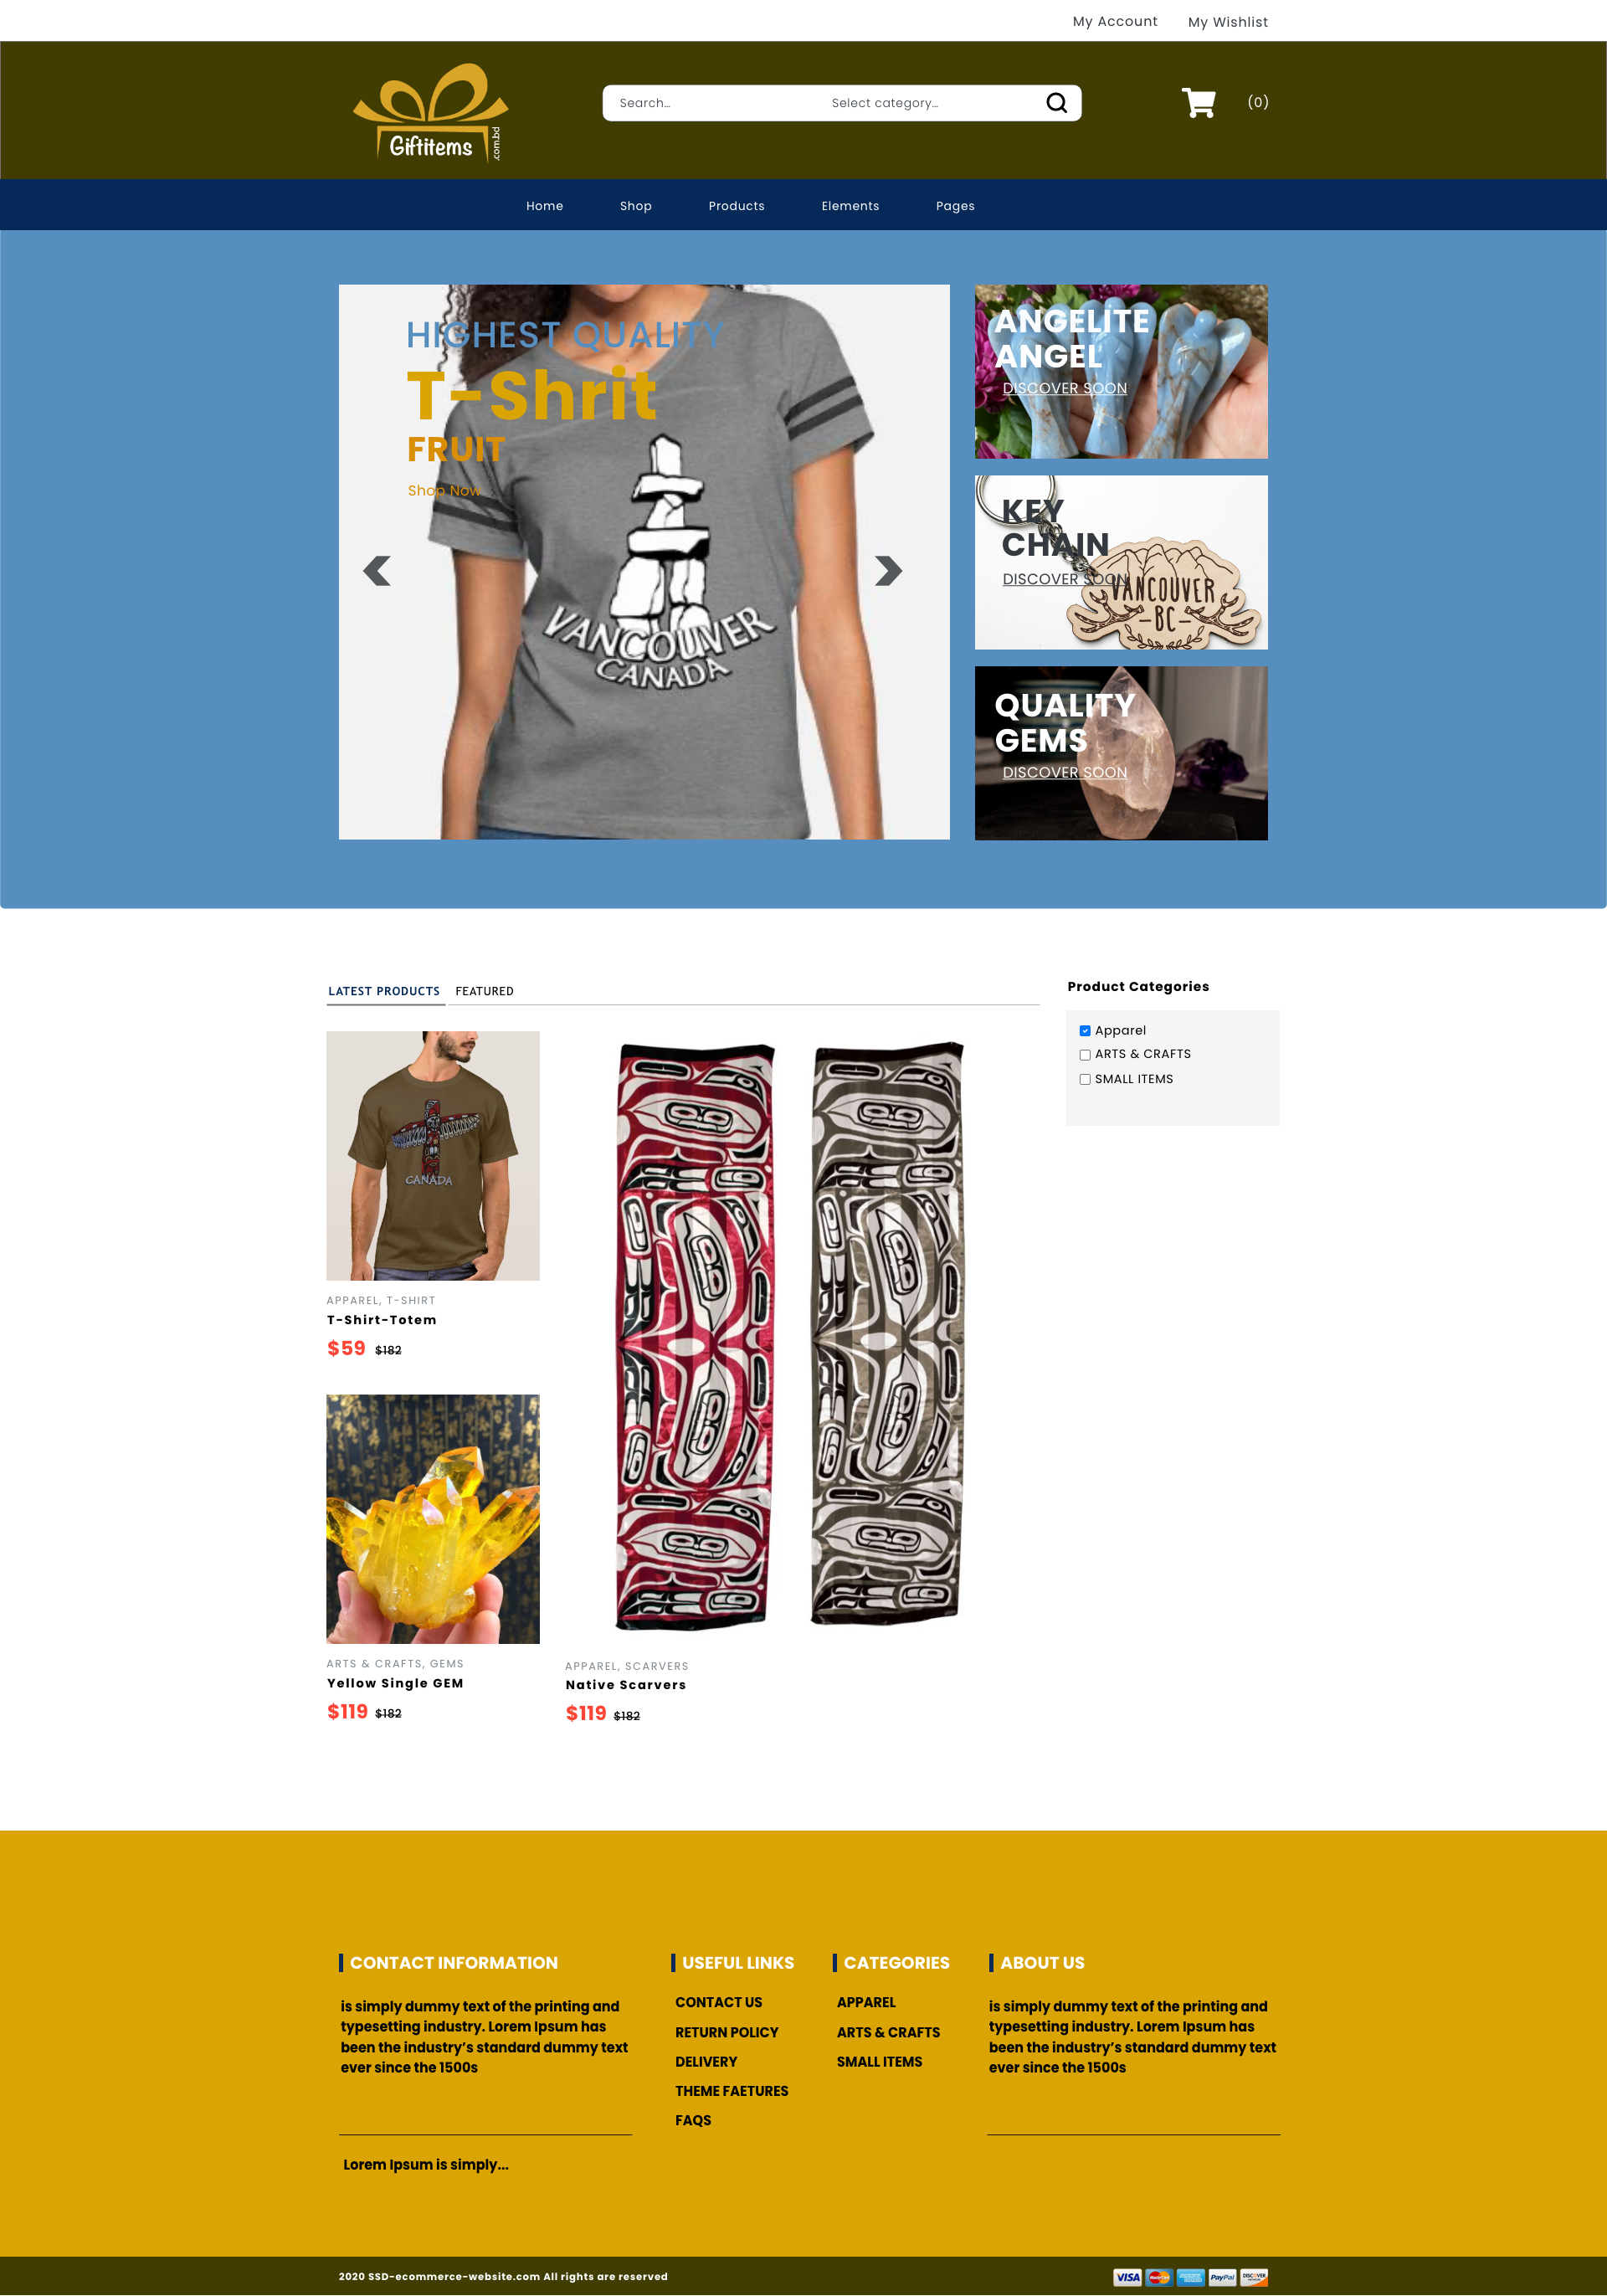 My Account My Wishlist
Giftitems
.com.bd
Search... Select category...
(0)
Home Shop Products Elements Pages
HIGHEST QUALITY
T-Shrit
FRUIT
Shop Now
VANCOUVER
CANADA
ANGELITE
ANGEL
DISCOVER SOON
KEY
CHAIN
DISCOVER SOON
VANCOUVER
-BC-
QUALITY
GEMS
DISCOVER SOON
LATEST PRODUCTS FEATURED
Product Categories
Apparel
ARTS & CRAFTS
SMALL ITEMS
CANADA
APPAREL, T-SHIRT
T-Shirt-Totem
$59 $182
ARTS & CRAFTS, GEMS
Yellow Single GEM
$119 $182
APPAREL, SCARVERS
Native Scarvers
$119 $182
CONTACT INFORMATION
is simply dummy text of the printing and
typesetting industry. Lorem Ipsum has
been the industry’s standard dummy text
ever since the 1500s
Lorem Ipsum is simply...
USEFUL LINKS
CONTACT US
RETURN POLICY
DELIVERY
THEME FAETURES
FAQS
CATEGORIES
APPAREL
ARTS & CRAFTS
SMALL ITEMS
ABOUT US
is simply dummy text of the printing and
typesetting industry. Lorem Ipsum has
been the industry’s standard dummy text
ever since the 1500s
2020 SSD-ecommerce-website.com All rights are reserved
VISA MasterCard PayPal DISCOVER